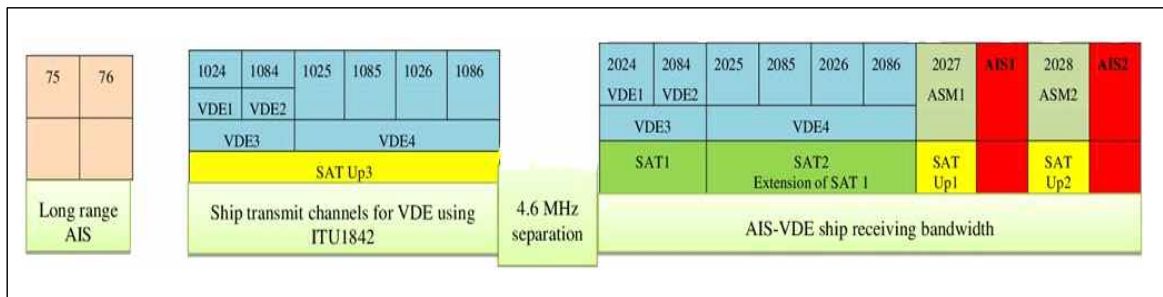 75 76
1024 1084 1025 1085 1026 1086
VDE1 VDE2
VDE3 VDE4
SAT Up3
2024 2084 2025 2085 2026 2086 2027 AIS1 2028 AIS2
VDE1 VDE2 ASM1 ASM2
VDE3 VDE4
SAT1 SAT2 SAT SAT
Extension of SAT 1 Up1 Up2
Long range
AIS
Ship transmit channels for VDE using
ITU1842
4.6 MHz
separation
AIS-VDE ship receiving bandwidth